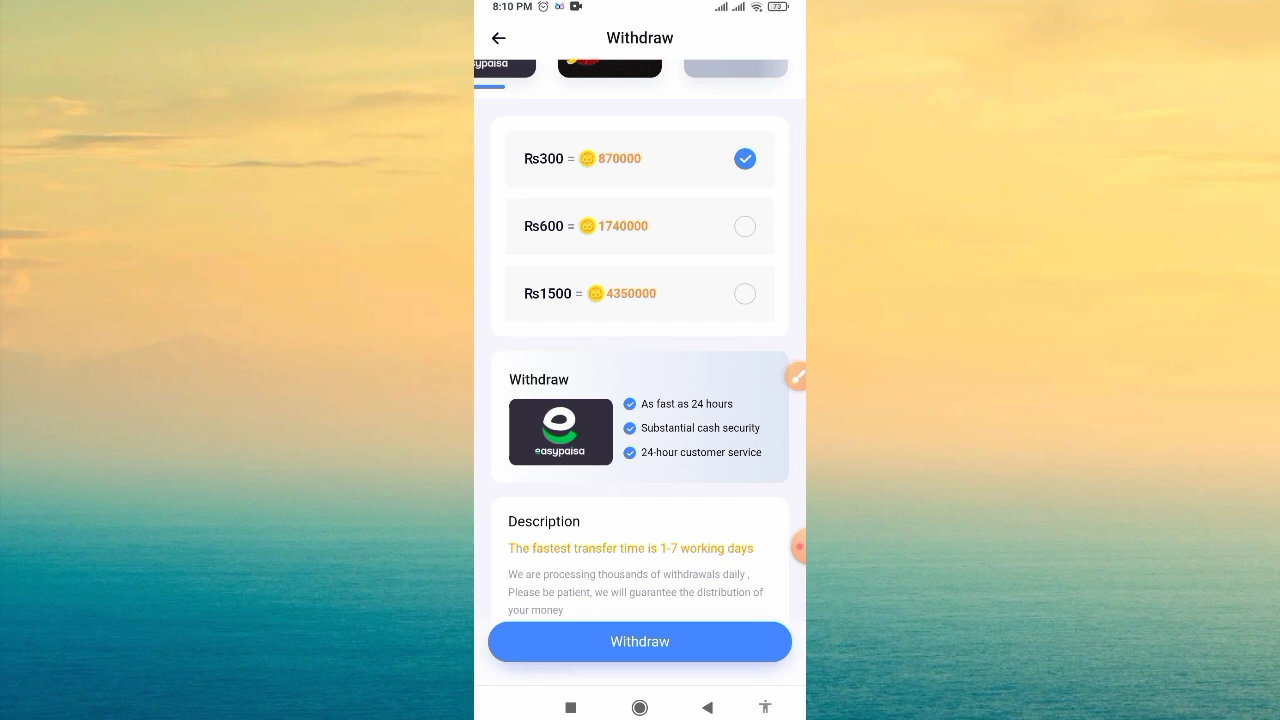 8:10 PM
73
Withdraw
ypaisa
Rs300 = 870000
Rs600 = 1740000
Rs1500 = 4350000
Withdraw
As fast as 24 hours
Substantial cash security
24-hour customer service
easypaisa
Description
The fastest transfer time is 1-7 working days
We are processing thousands of withdrawals daily ,
Please be patient, we will guarantee the distribution of
your money
Withdraw